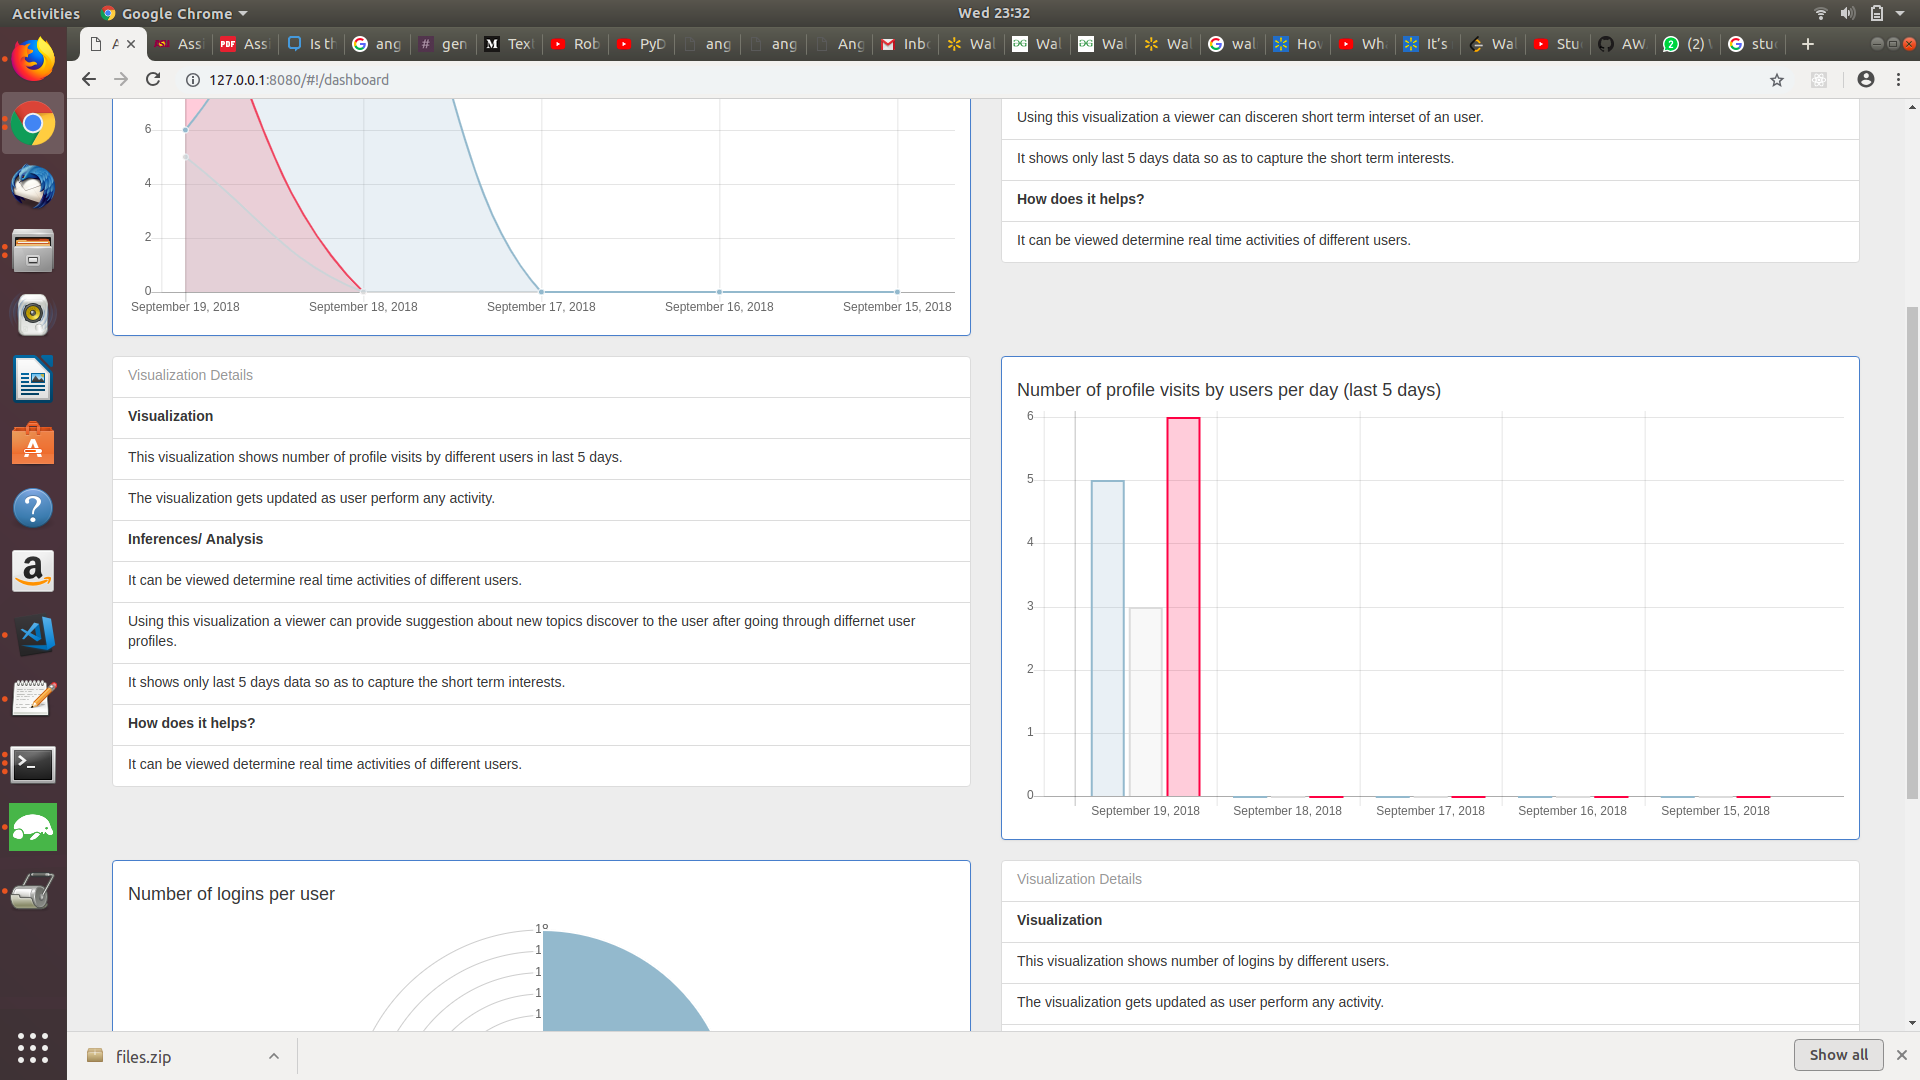 Activities
Google Chrome
Wed 23:32
A
Ass
PDF
Ass
Is th
ang
gen
Text
Rob
PyD
ang
ang
Ang
Inbo
Wal
Wal
Wal
Wal
wal
How
Wh
It's
Wal
Stu
AW
(2)
stu
127.0.0.1:8080/#!/dashboard
6
4
2
0
September 19, 2018
September 18, 2018
September 17, 2018
September 16, 2018
September 15, 2018
Using this visualization a viewer can disceren short term interset of an user.
It shows only last 5 days data so as to capture the short term interests.
How does it helps?
It can be viewed determine real time activities of different users.
Visualization Details
Visualization
This visualization shows number of profile visits by different users in last 5 days.
The visualization gets updated as user perform any activity.
Inferences/ Analysis
It can be viewed determine real time activities of different users.
Using this visualization a viewer can provide suggestion about new topics discover to the user after going through differnet user
profiles.
It shows only last 5 days data so as to capture the short term interests.
How does it helps?
It can be viewed determine real time activities of different users.
Number of profile visits by users per day (last 5 days)
6
5
4
3
2
1
0
September 19, 2018
September 18, 2018
September 17, 2018
September 16, 2018
September 15, 2018
Number of logins per user
1
1
1
1
1
Visualization Details
Visualization
This visualization shows number of logins by different users.
The visualization gets updated as user perform any activity.
files.zip
Show all